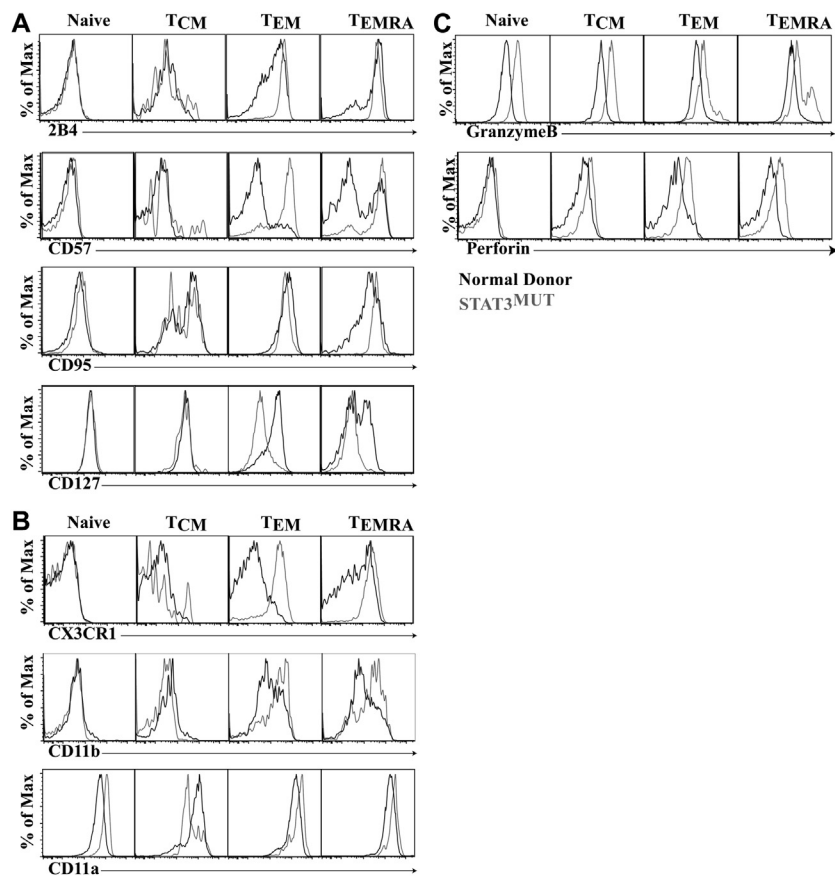 A
Naive TCM TEM TEMRA
% of Max
2B4
% of Max
CD57
% of Max
CD95
% of Max
CD127
B
Naive TCM TEM TEMRA
% of Max
CX3CR1
% of Max
CD11b
% of Max
CD11a
C
Naive TCM TEM TEMRA
% of Max
GranzymeB
% of Max
Perforin
Normal Donor
STAT3MUT